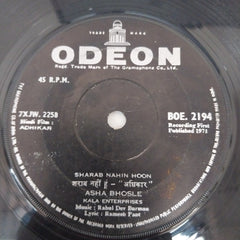 TRADE MARK
ODEON
Regd. Trade Mark of The Gramophone Co. Ltd.
45 R.P.M.
7XJW. 2258
Hindi Film :
ADHIKAR
BOE. 2194
Recording First
Published 1971
SHARAB NAHIN HOON
शराब नहीं हूं - "अधिकार"
ASHA BHOSLE
KALA ENTERPRISES
Music : Rahul Dev Burman
Lyric : Ramesh Pant